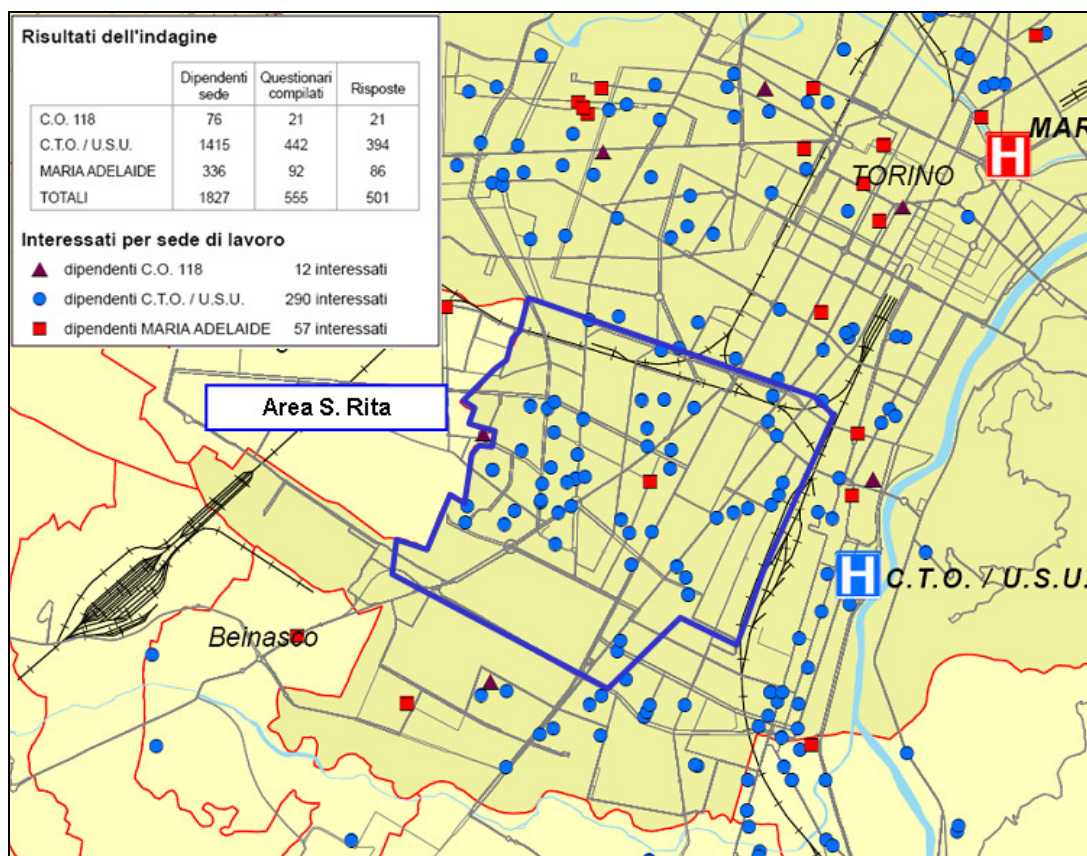 Risultati dell'indagine
Dipendenti sede Questionari compilati Risposte
C.O. 118 76 21 21
C.T.O. / U.S.U. 1415 442 394
MARIA ADELAIDE 336 92 86
TOTALI 1827 555 501
Interessati per sede di lavoro
dipendenti C.O. 118 12 interessati
dipendenti C.T.O. / U.S.U. 290 interessati
dipendenti MARIA ADELAIDE 57 interessati
H MAR
TORINO
Area S. Rita
H C.T.O. / U.S.U.
Beinasco